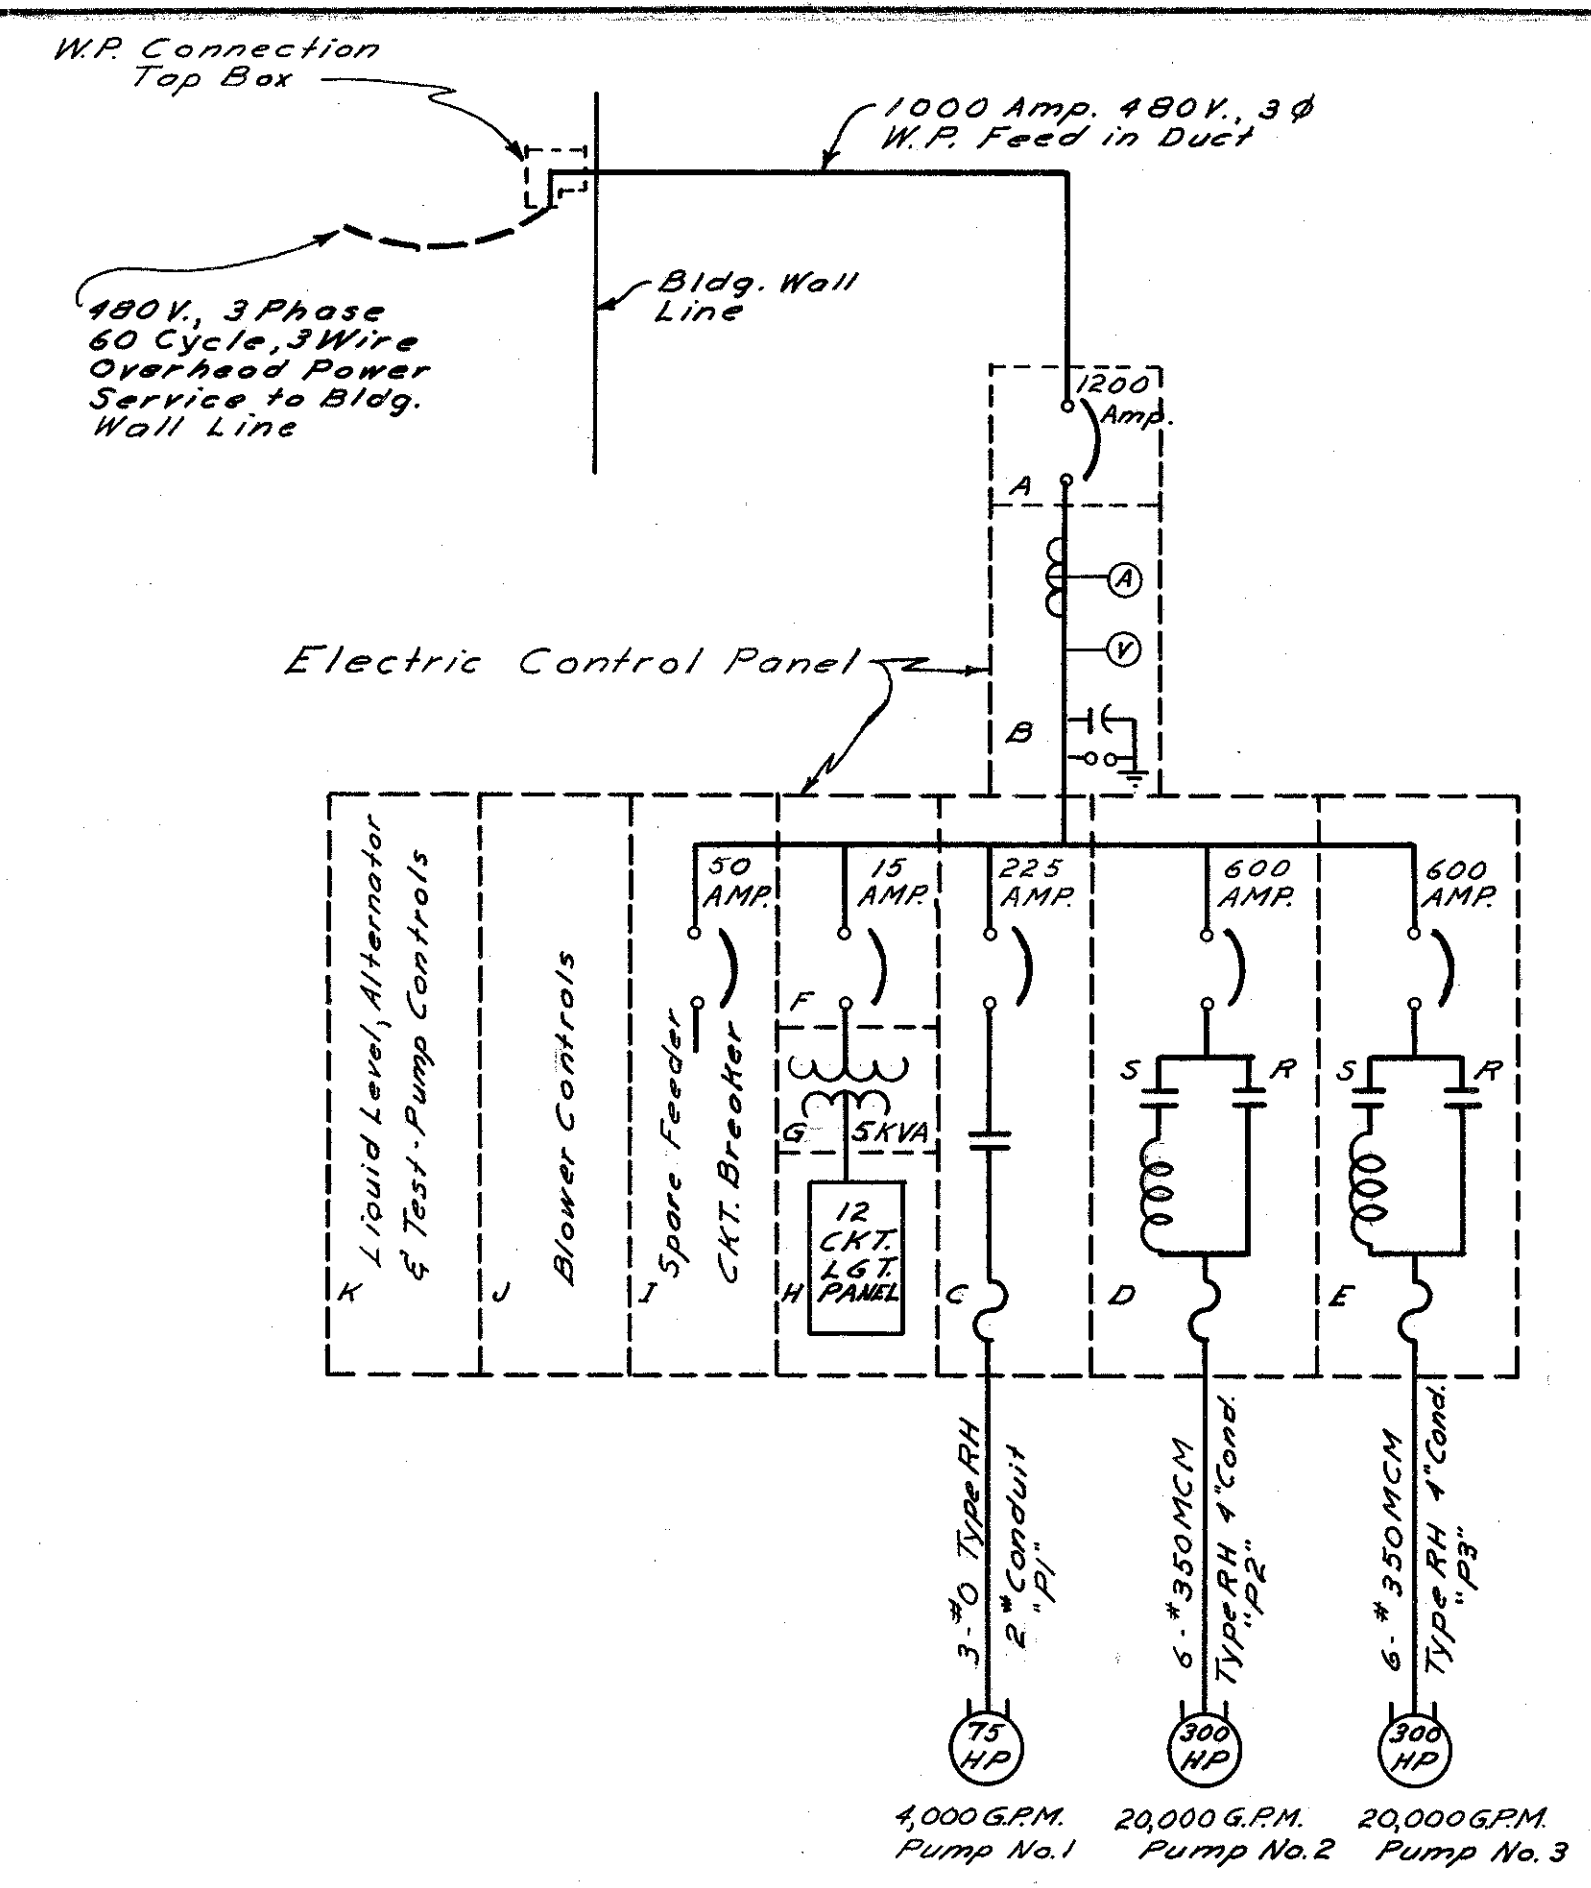 W.P. Connection
Tap Box
1000 Amp. 480V., 3 ϕ
W.P. Feed in Duct
Bldg. Wall
Line
480V., 3 Phase
60 Cycle, 3 Wire
Overhead Power
Service to Bldg.
Wall Line
1200
Amp.
A
A
V
Electric Control Panel
B
50
AMP.
15
AMP.
225
AMP.
600
AMP.
600
AMP.
Liquid Level, Alternator
& Test-Pump Controls
K
Blower Controls
J
Spare Feeder
CKT. Breaker
I
F
G
5KVA
12
CKT.
LGT.
PANEL
H
C
S
R
D
S
R
E
3-#0 Type RH
2" Conduit
"P1"
6-#350MCM
Type RH 4" Cond.
"P2"
6-#350MCM
Type RH 4" Cond.
"P3"
75
HP
300
HP
300
HP
4,000 G.P.M.
Pump No. 1
20,000 G.P.M.
Pump No. 2
20,000 G.P.M.
Pump No. 3